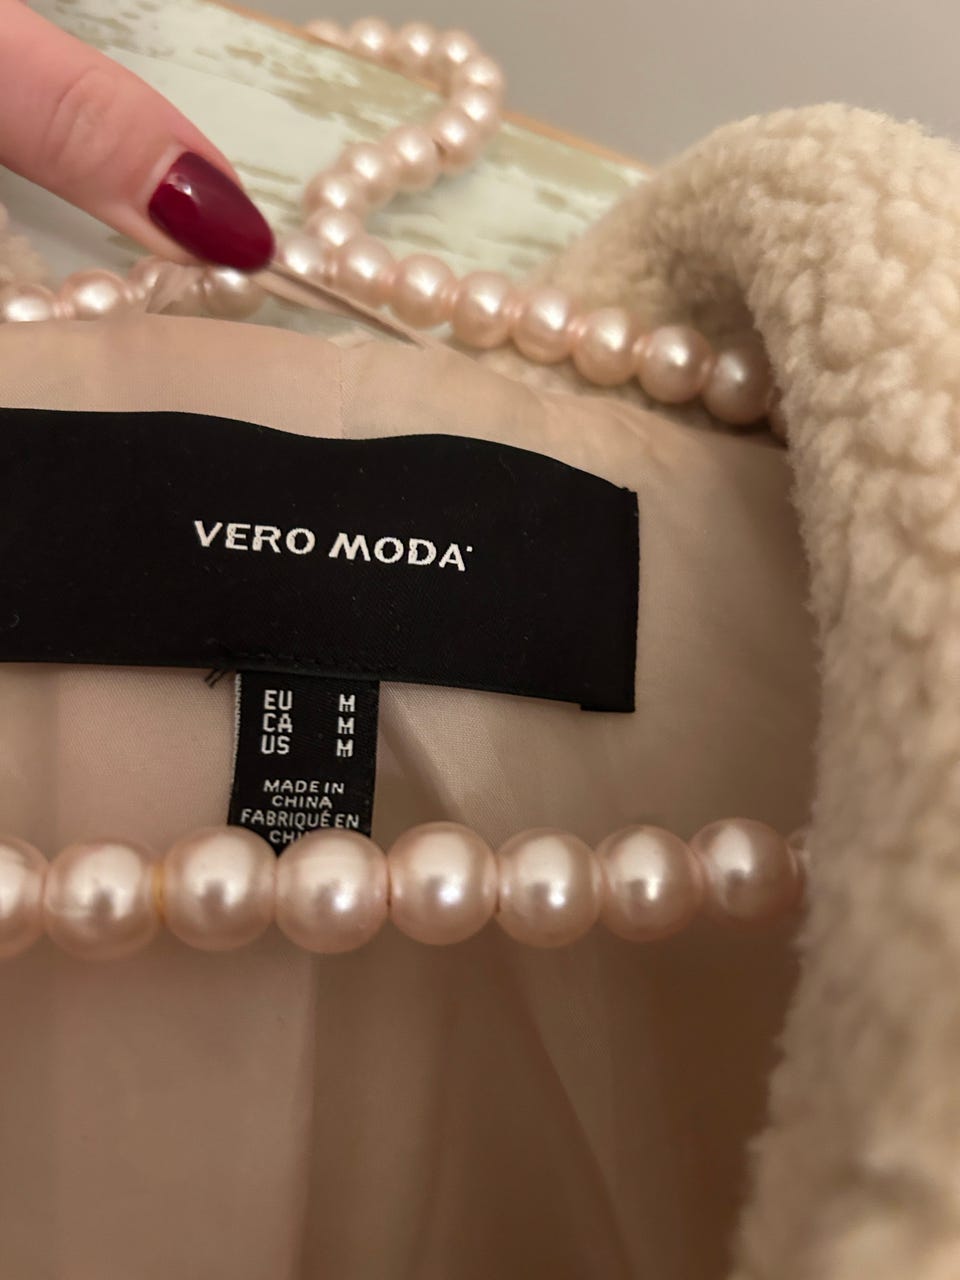 VERO MODA
EU M
CA M
US M
MADE IN
CHINA
FABRIQUÉ EN